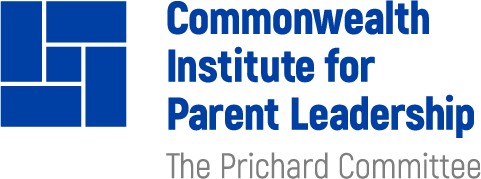 Commonwealth
Institute for
Parent Leadership
The Prichard Committee